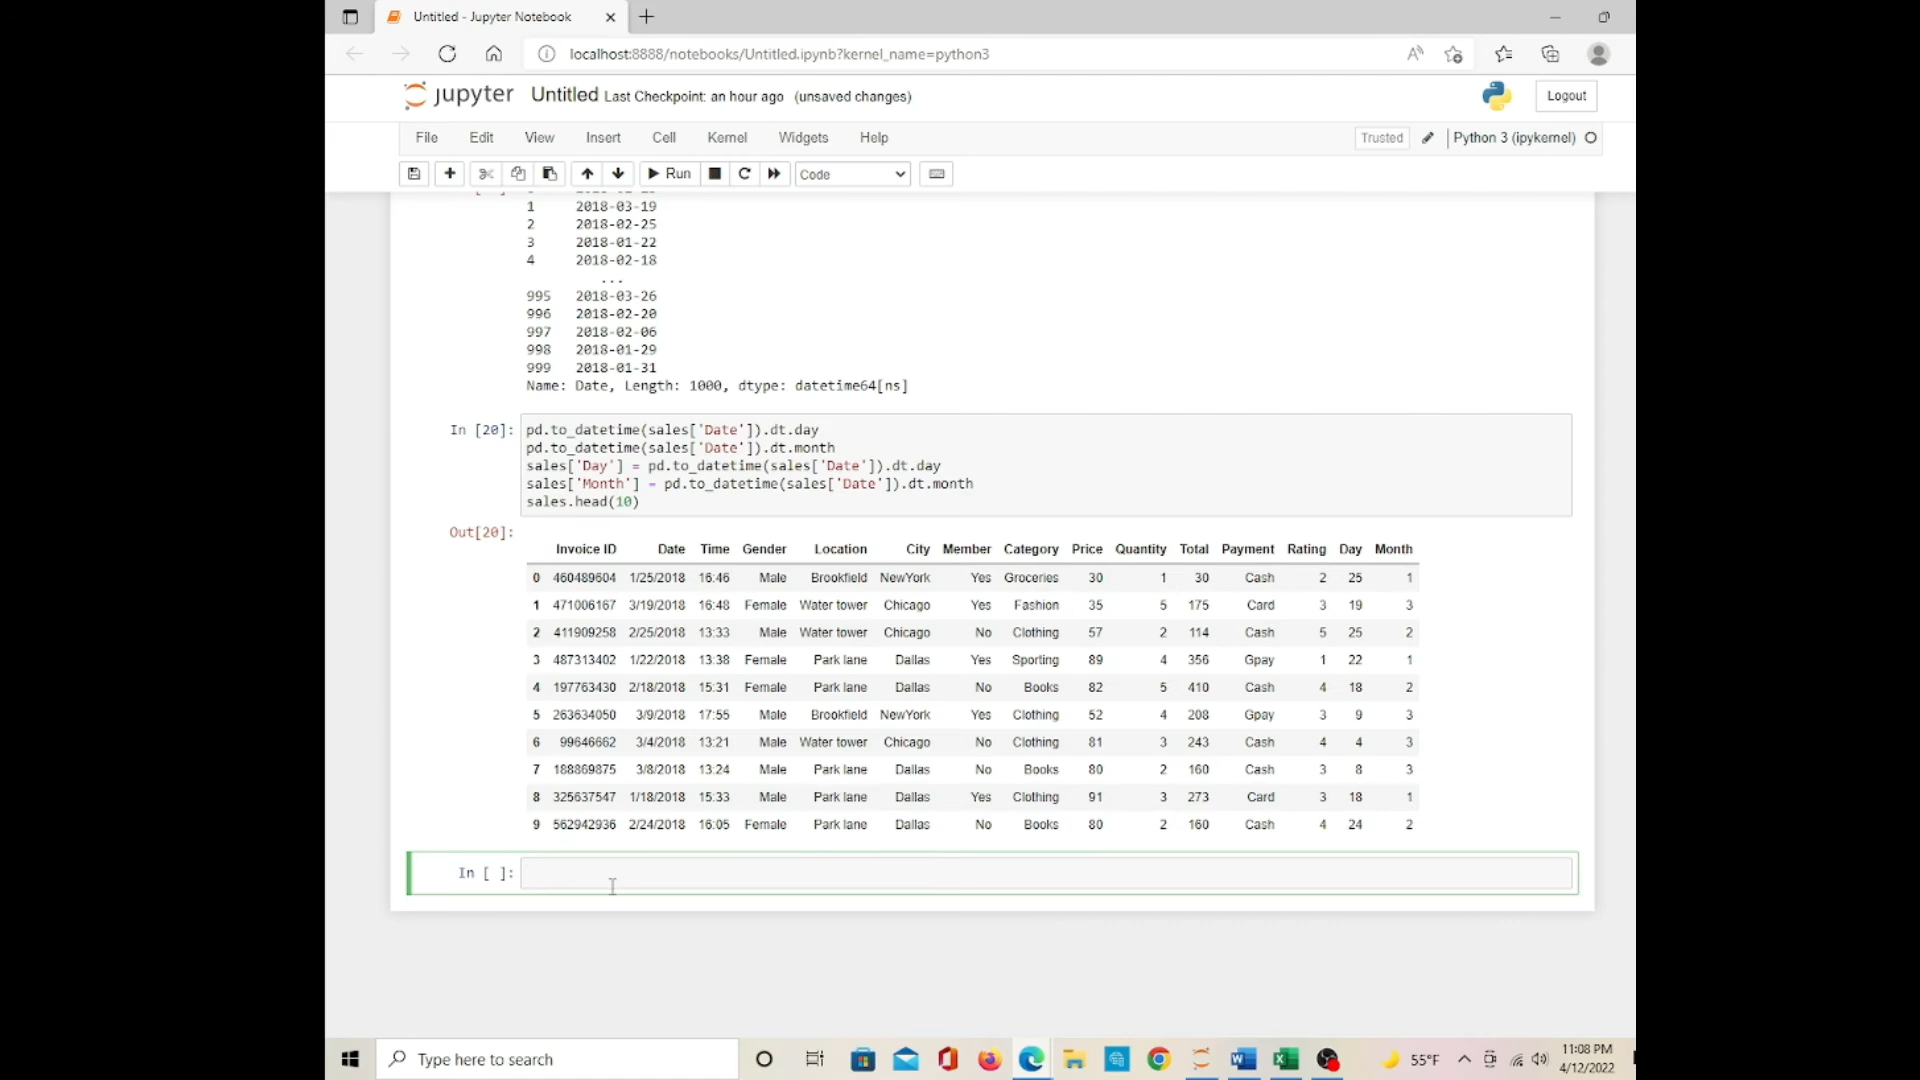 Untitled - Jupyter Notebook
localhost:8888/notebooks/Untitled.ipynb?kernel_name=python3
jupyter Untitled Last Checkpoint: an hour ago (unsaved changes)
Logout
File Edit View Insert Cell Kernel Widgets Help
Trusted Python 3 (ipykernel)
Run Code
1 2018-03-19
2 2018-02-25
3 2018-01-22
4 2018-02-18
...
995 2018-03-26
996 2018-02-20
997 2018-02-06
998 2018-01-29
999 2018-01-31
Name: Date, Length: 1000, dtype: datetime64[ns]
In [20]: pd.to_datetime(sales['Date']).dt.day
pd.to_datetime(sales['Date']).dt.month
sales['Day'] = pd.to_datetime(sales['Date']).dt.day
sales['Month'] = pd.to_datetime(sales['Date']).dt.month
sales.head(10)
Out[20]:
Invoice ID Date Time Gender Location City Member Category Price Quantity Total Payment Rating Day Month
0 460489604 1/25/2018 16:46 Male Brookfield NewYork Yes Groceries 30 1 30 Cash 2 25 1
1 471006167 3/19/2018 16:48 Female Water tower Chicago Yes Fashion 35 5 175 Card 3 19 3
2 411909258 2/25/2018 13:33 Male Water tower Chicago No Clothing 57 2 114 Cash 5 25 2
3 487313402 1/22/2018 13:38 Female Park lane Dallas Yes Sporting 89 4 356 Gpay 1 22 1
4 197763430 2/18/2018 15:31 Female Park lane Dallas No Books 82 5 410 Cash 4 18 2
5 263634050 3/9/2018 17:55 Male Brookfield NewYork Yes Clothing 52 4 208 Gpay 3 9 3
6 99646662 3/4/2018 13:21 Male Water tower Chicago No Clothing 81 3 243 Cash 4 4 3
7 188869875 3/8/2018 13:24 Male Park lane Dallas No Books 80 2 160 Cash 3 8 3
8 325637547 1/18/2018 15:33 Male Park lane Dallas Yes Clothing 91 3 273 Card 3 18 1
9 562942936 2/24/2018 16:05 Female Park lane Dallas No Books 80 2 160 Cash 4 24 2
In [ ]:
Type here to search
55°F
11:08 PM
4/12/2022